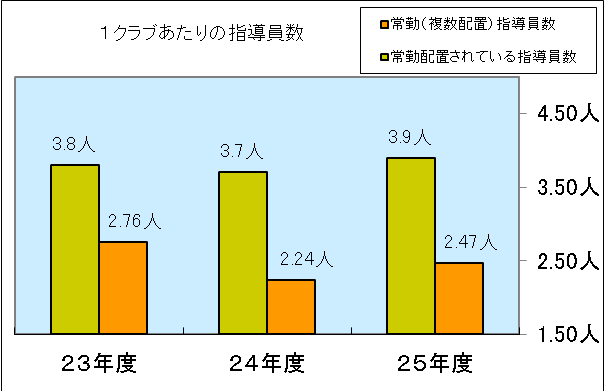 １クラブあたりの指導員数
常勤（複数配置）指導員数
常勤配置されている指導員数
4.50人
3.50人
2.50人
1.50人
3.8人
2.76人
3.7人
2.24人
3.9人
2.47人
２３年度
２４年度
２５年度